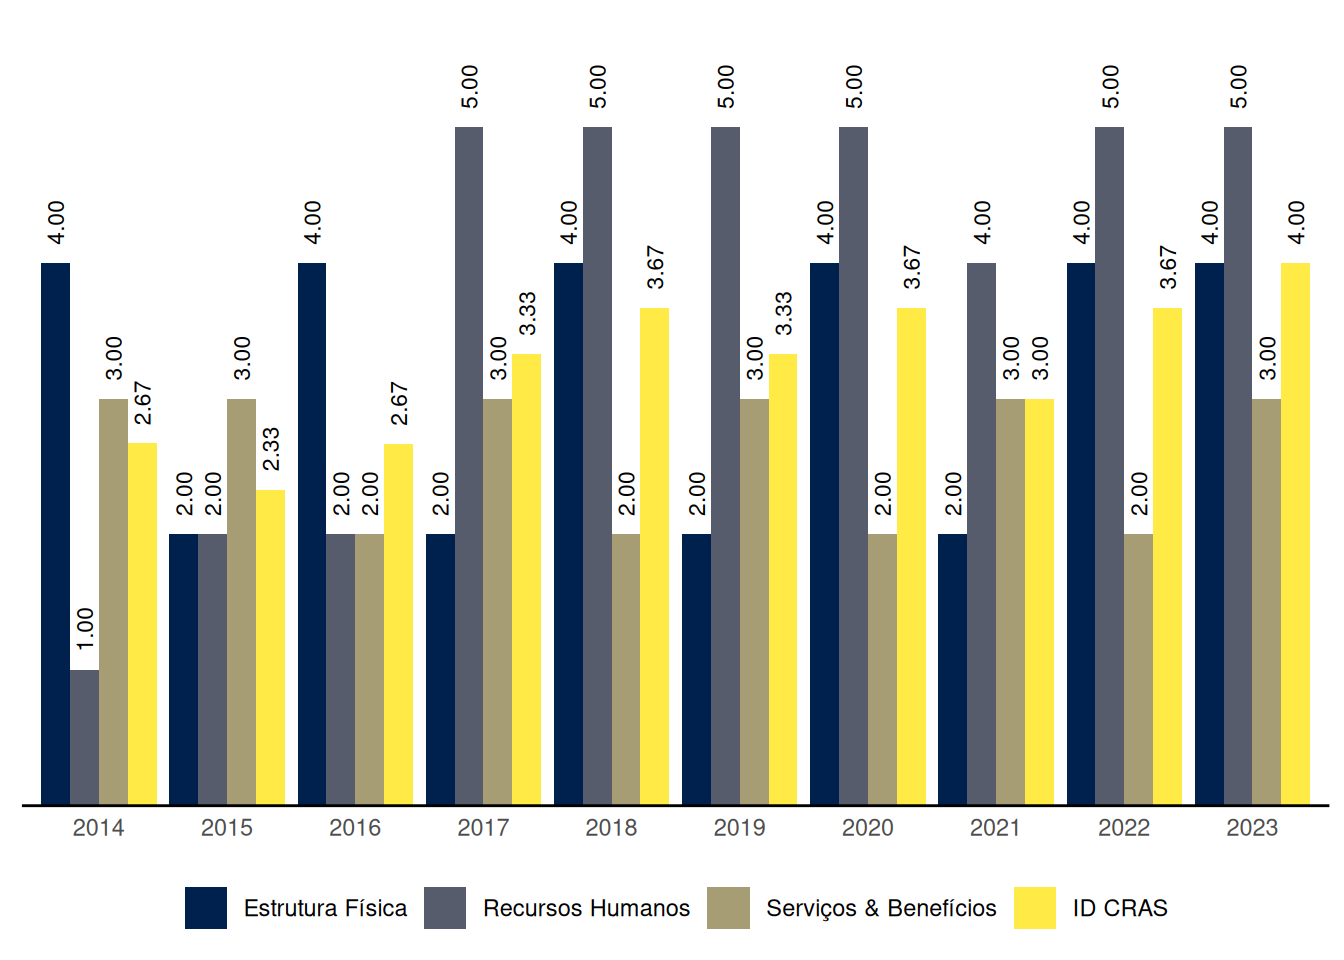 5.00 5.00 5.00 5.00 5.00 5.00
4.00 4.00 4.00 4.00 4.00 4.00 4.00 4.00
3.67 3.67 3.67
3.33 3.33
3.00 3.00 3.00 3.00 3.00 3.00 3.00
2.67 2.67
2.33
2.00 2.00 2.00 2.00 2.00 2.00 2.00 2.00 2.00 2.00
1.00
2014 2015 2016 2017 2018 2019 2020 2021 2022 2023
Estrutura Física Recursos Humanos Serviços & Benefícios ID CRAS